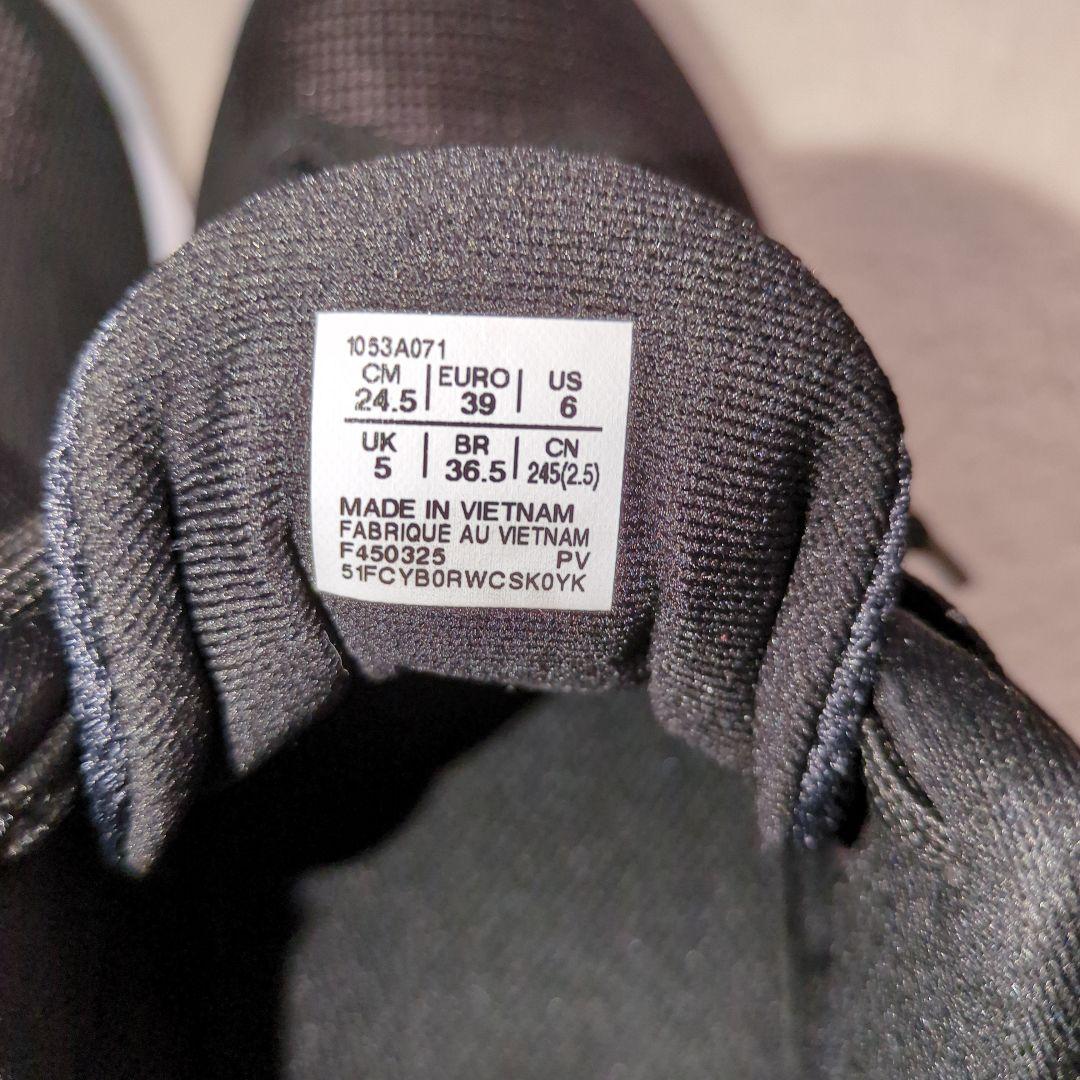 1053A071
CM | EURO | US
24.5 | 39 | 6
UK | BR | CN
5 | 36.5 | 245(2.5)
MADE IN VIETNAM
FABRIQUE AU VIETNAM
F450325 PV
51FCYB0RWCSK0YK